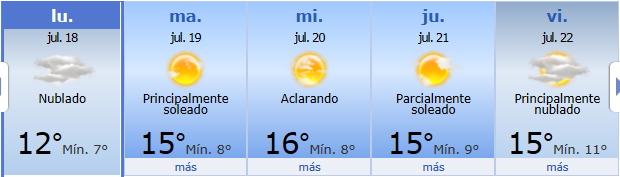 lu.
jul. 18
Nublado
12° Mín. 7°
ma.
jul. 19
Principalmente
soleado
15° Mín. 8°
más
mi.
jul. 20
Aclarando
16° Mín. 8°
más
ju.
jul. 21
Parcialmente
soleado
15° Mín. 9°
más
vi.
jul. 22
Principalmente
nublado
15° Mín. 11°
más